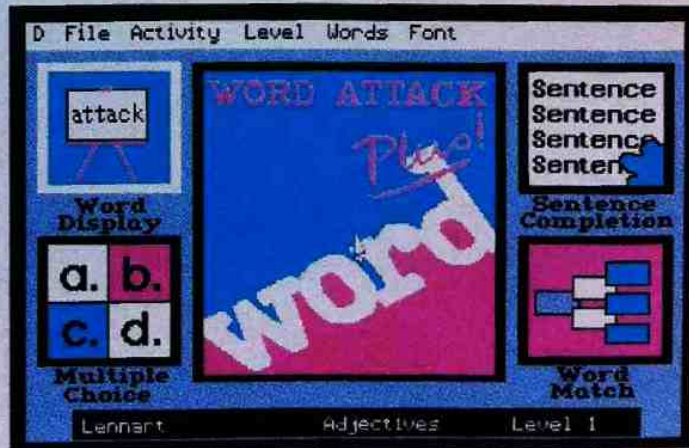 D File Activity Level Words Font
attack
Word
Display
a. b.
c. d.
Multiple
Choice
WORD ATTACK
Plus!
word
Sentence
Sentence
Sentence
Senten
Sentence
Completion
Word
Match
Lennart Adjectives Level 1